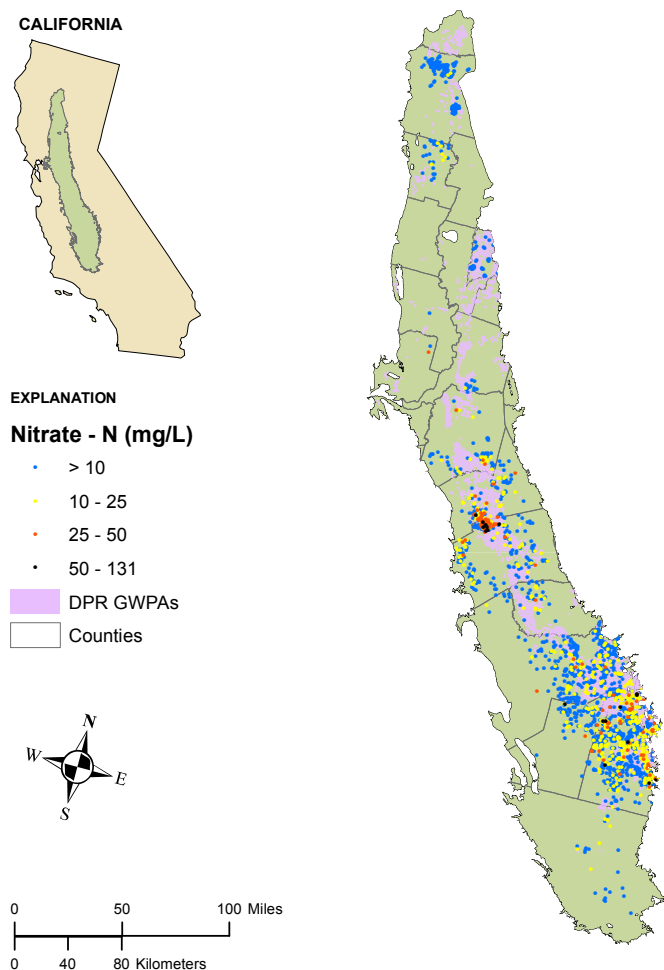 CALIFORNIA
EXPLANATION
Nitrate - N (mg/L)
> 10
10 - 25
25 - 50
50 - 131
DPR GWPAs
Counties
N
W
E
S
0 50 100 Miles
0 40 80 Kilometers